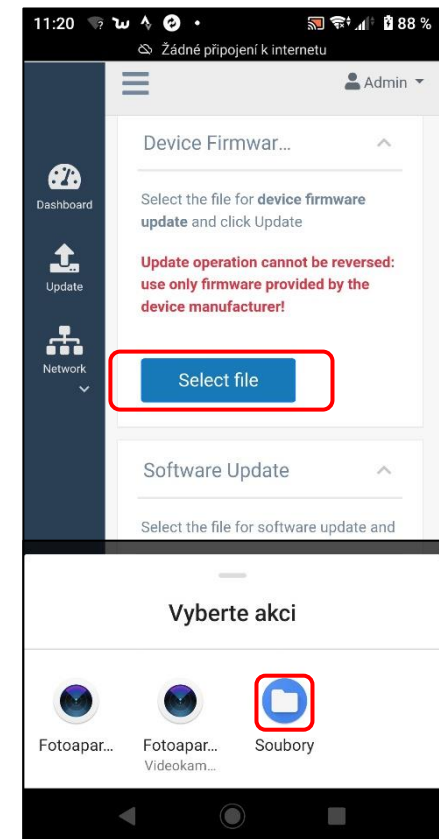 11:20 88 %
Žádné připojení k internetu
Admin
Device Firmwar...
Dashboard
Select the file for device firmware
update and click Update
Update
Update operation cannot be reversed:
use only firmware provided by the
device manufacturer!
Network
Select file
Software Update
Select the file for software update and
Vyberte akci
Fotoapar...
Fotoapar...
Videokam...
Soubory